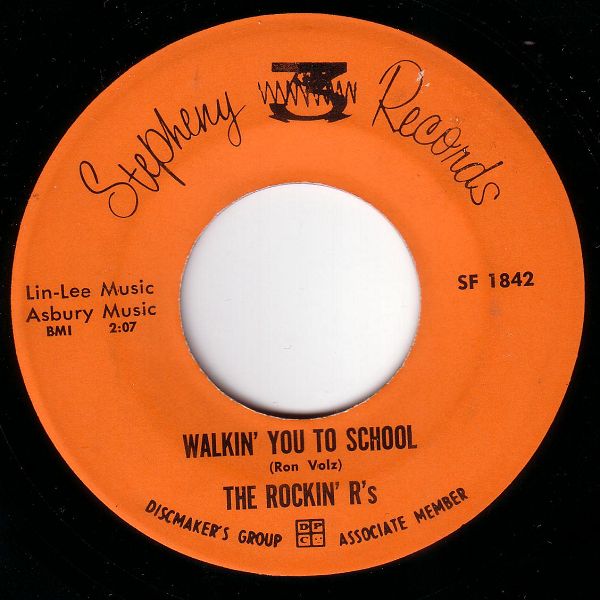 Stepheny Records
Lin-Lee Music
Asbury Music
BMI 2:07
SF 1842
WALKIN' YOU TO SCHOOL
(Ron Volz)
THE ROCKIN' R's
DISCMAKER'S GROUP DPC ASSOCIATE MEMBER